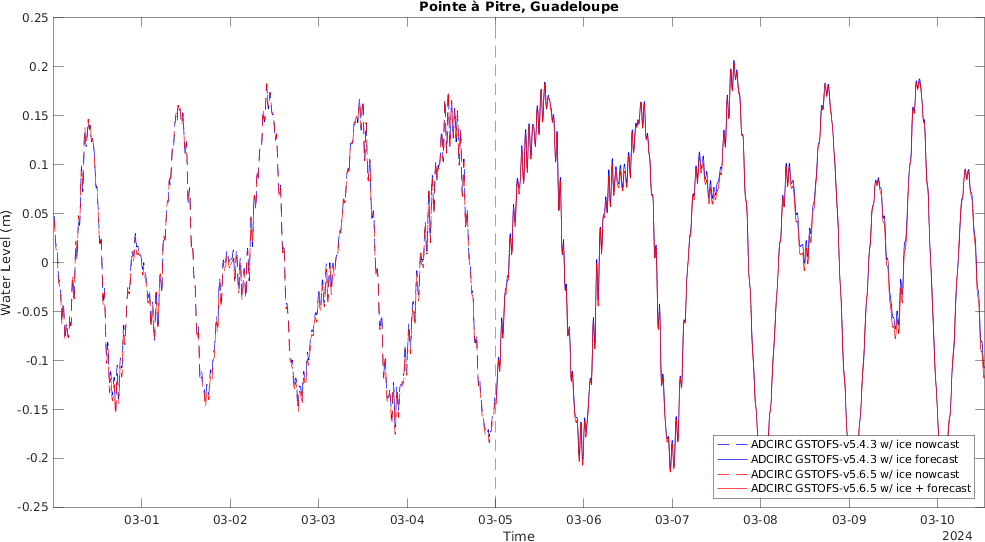 Pointe à Pitre, Guadeloupe
0.25
0.2
0.15
0.1
0.05
0
-0.05
-0.1
-0.15
-0.2
-0.25
Water Level (m)
ADCIRC GSTOFS-v5.4.3 w/ ice nowcast
ADCIRC GSTOFS-v5.4.3 w/ ice forecast
ADCIRC GSTOFS-v5.6.5 w/ ice nowcast
ADCIRC GSTOFS-v5.6.5 w/ ice + forecast
03-01 03-02 03-03 03-04 03-05 03-06 03-07 03-08 03-09 03-10
Time
2024